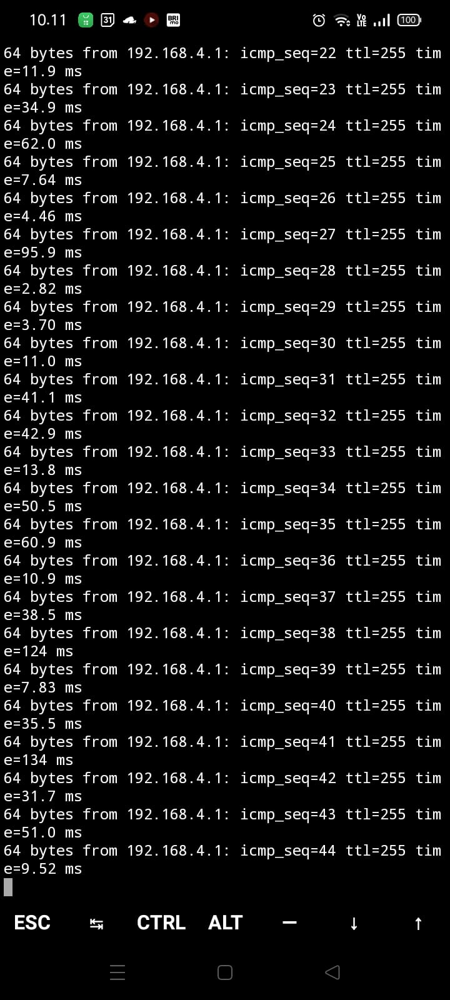 10.11
31
BRI
mo
VO
LTE
100
64 bytes from 192.168.4.1: icmp_seq=22 ttl=255 tim
e=11.9 ms
64 bytes from 192.168.4.1: icmp_seq=23 ttl=255 tim
e=34.9 ms
64 bytes from 192.168.4.1: icmp_seq=24 ttl=255 tim
e=62.0 ms
64 bytes from 192.168.4.1: icmp_seq=25 ttl=255 tim
e=7.64 ms
64 bytes from 192.168.4.1: icmp_seq=26 ttl=255 tim
e=4.46 ms
64 bytes from 192.168.4.1: icmp_seq=27 ttl=255 tim
e=95.9 ms
64 bytes from 192.168.4.1: icmp_seq=28 ttl=255 tim
e=2.82 ms
64 bytes from 192.168.4.1: icmp_seq=29 ttl=255 tim
e=3.70 ms
64 bytes from 192.168.4.1: icmp_seq=30 ttl=255 tim
e=11.0 ms
64 bytes from 192.168.4.1: icmp_seq=31 ttl=255 tim
e=41.1 ms
64 bytes from 192.168.4.1: icmp_seq=32 ttl=255 tim
e=42.9 ms
64 bytes from 192.168.4.1: icmp_seq=33 ttl=255 tim
e=13.8 ms
64 bytes from 192.168.4.1: icmp_seq=34 ttl=255 tim
e=50.5 ms
64 bytes from 192.168.4.1: icmp_seq=35 ttl=255 tim
e=60.9 ms
64 bytes from 192.168.4.1: icmp_seq=36 ttl=255 tim
e=10.9 ms
64 bytes from 192.168.4.1: icmp_seq=37 ttl=255 tim
e=38.5 ms
64 bytes from 192.168.4.1: icmp_seq=38 ttl=255 tim
e=124 ms
64 bytes from 192.168.4.1: icmp_seq=39 ttl=255 tim
e=7.83 ms
64 bytes from 192.168.4.1: icmp_seq=40 ttl=255 tim
e=35.5 ms
64 bytes from 192.168.4.1: icmp_seq=41 ttl=255 tim
e=134 ms
64 bytes from 192.168.4.1: icmp_seq=42 ttl=255 tim
e=31.7 ms
64 bytes from 192.168.4.1: icmp_seq=43 ttl=255 tim
e=51.0 ms
64 bytes from 192.168.4.1: icmp_seq=44 ttl=255 tim
e=9.52 ms
ESC ↹ CTRL ALT — ↓ ↑